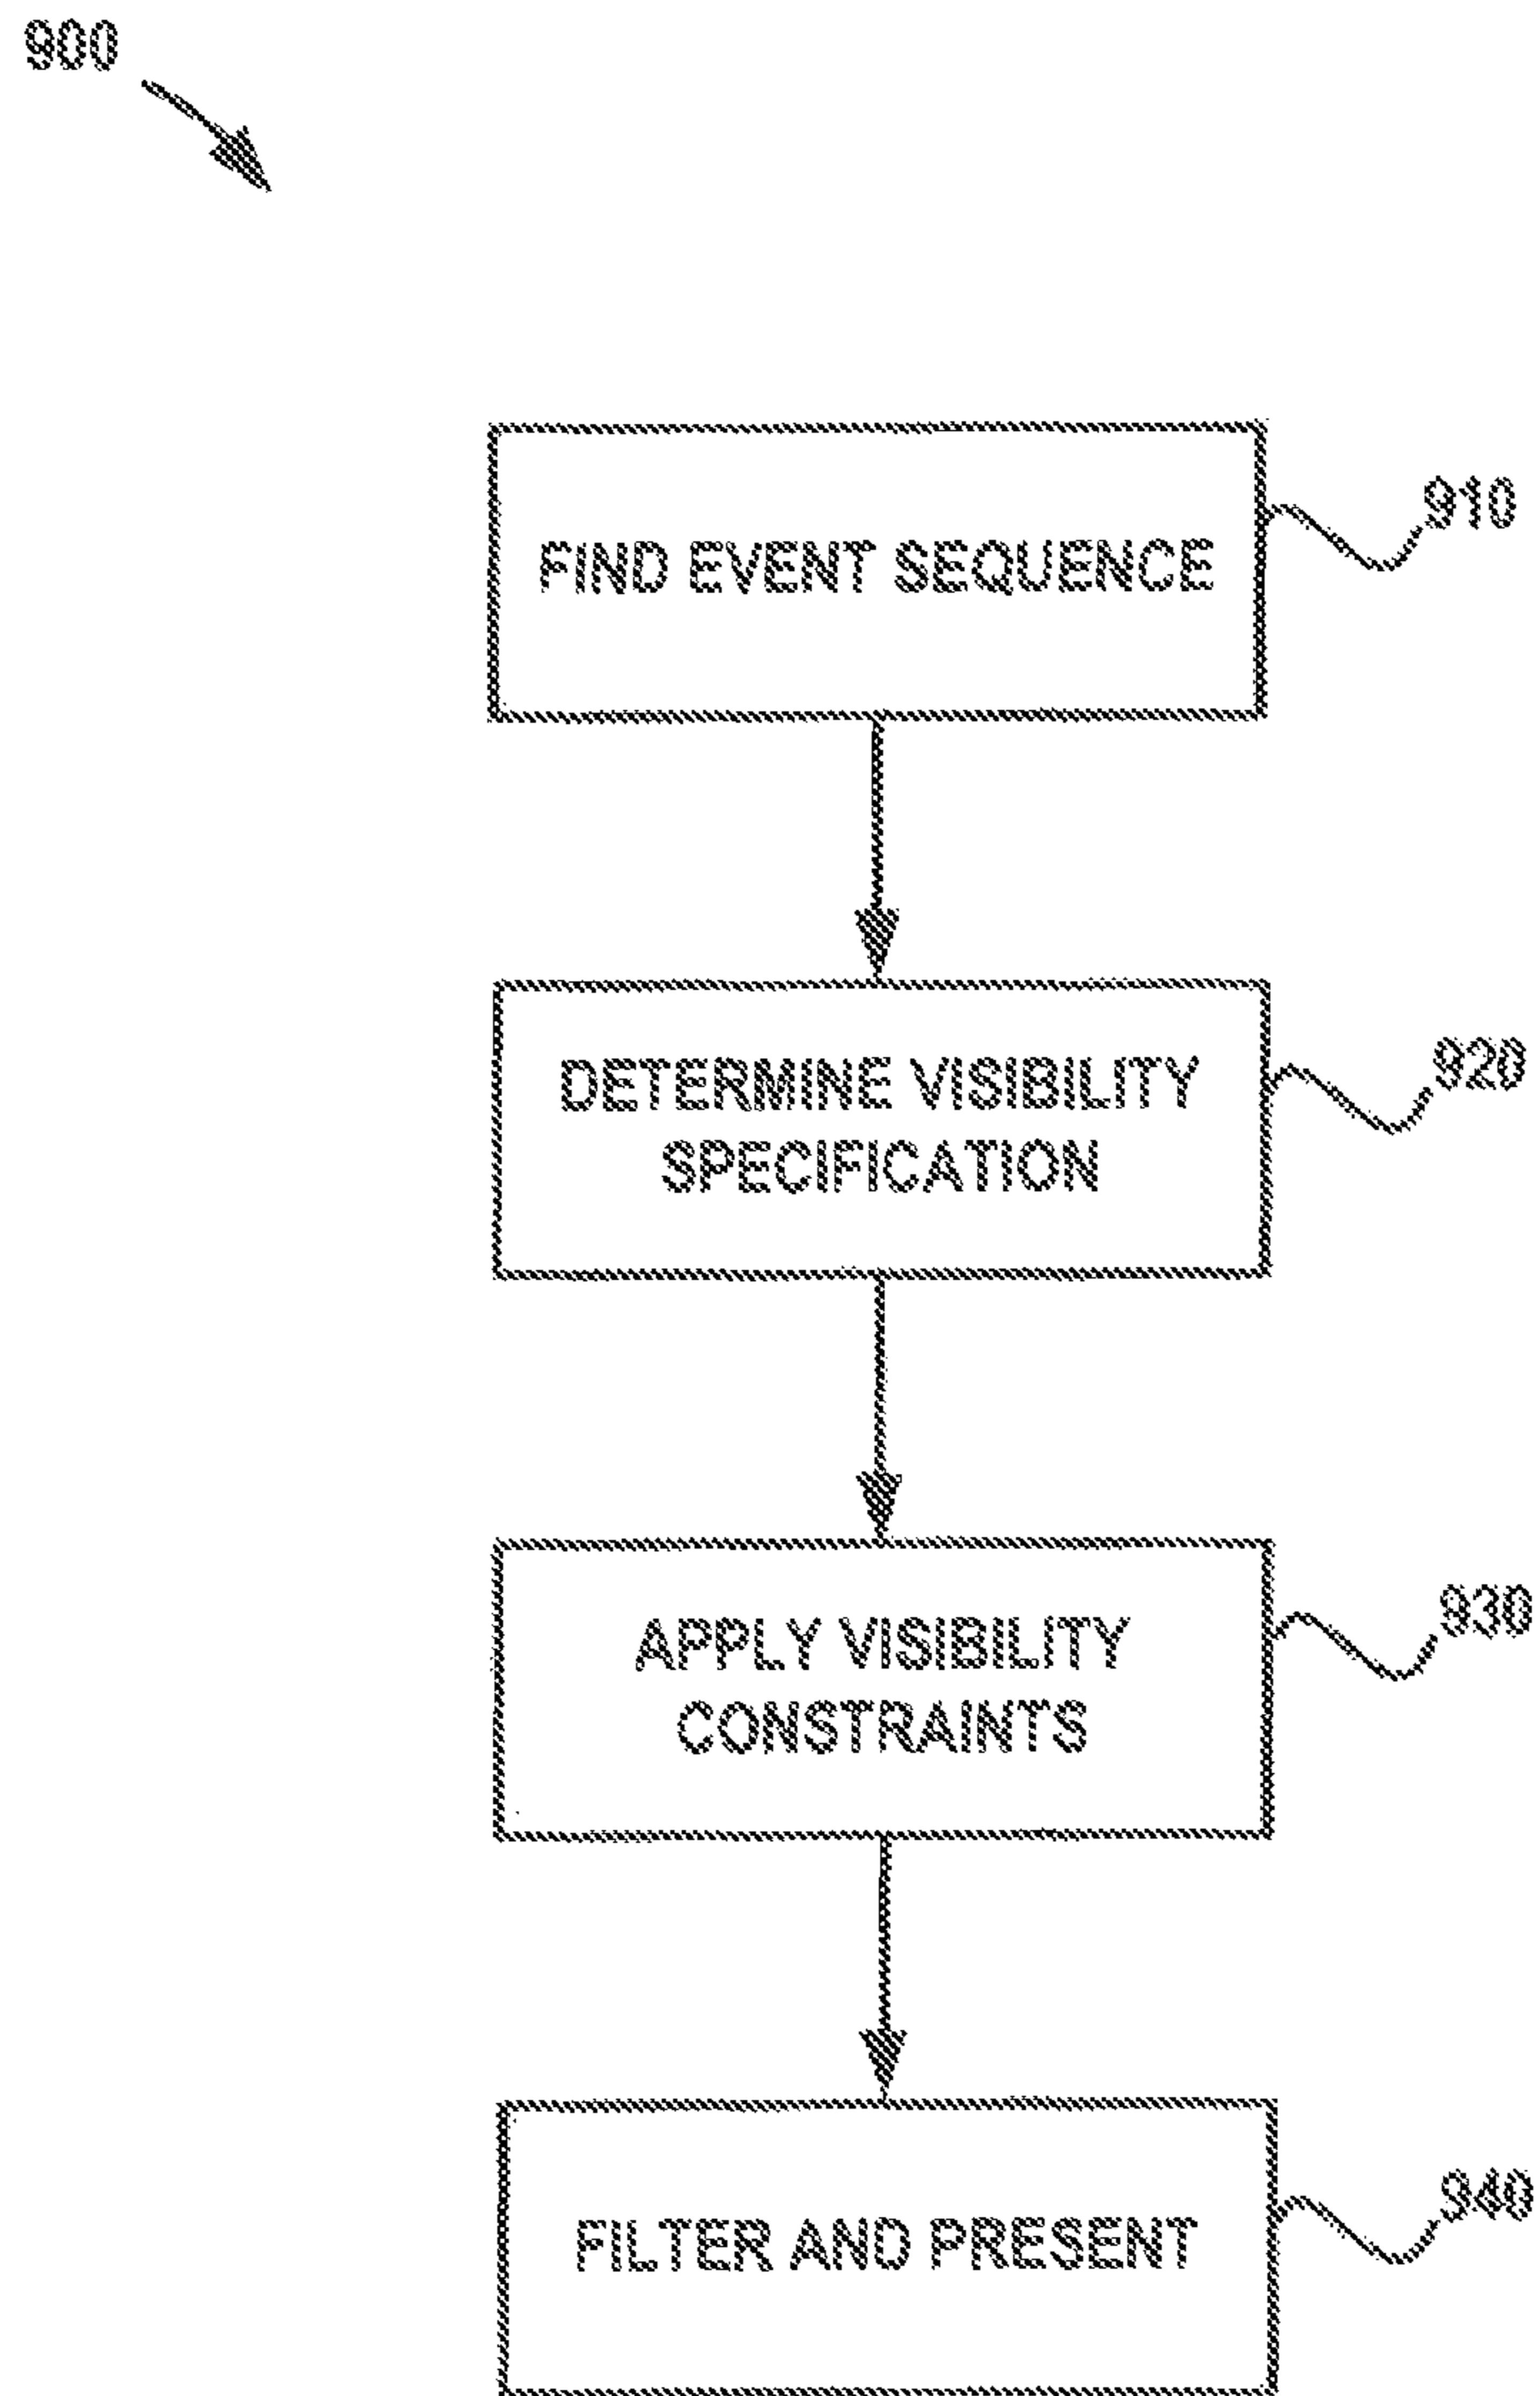 900
FIND EVENT SEQUENCE
910
DETERMINE VISIBILITY
SPECIFICATION
920
APPLY VISIBILITY
CONSTRAINTS
930
FILTER AND PRESENT
940